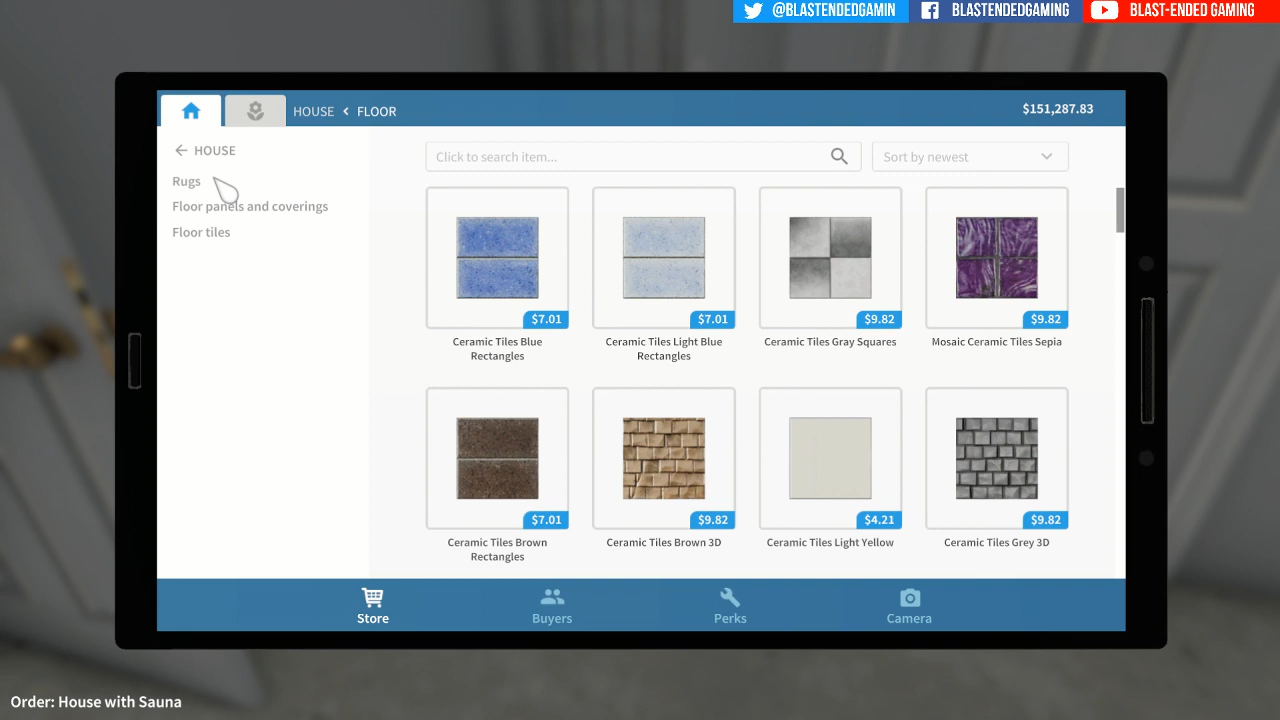 @BLASTENDEDGAMIN BLASTENDEDGAMING BLAST-ENDED GAMING
HOUSE < FLOOR
$151,287.83
← HOUSE
Rugs
Floor panels and coverings
Floor tiles
Click to search item...
Sort by newest
$7.01
Ceramic Tiles Blue
Rectangles
$7.01
Ceramic Tiles Light Blue
Rectangles
$9.82
Ceramic Tiles Gray Squares
$9.82
Mosaic Ceramic Tiles Sepia
$7.01
Ceramic Tiles Brown
Rectangles
$9.82
Ceramic Tiles Brown 3D
$4.21
Ceramic Tiles Light Yellow
$9.82
Ceramic Tiles Grey 3D
Store
Buyers
Perks
Camera
Order: House with Sauna